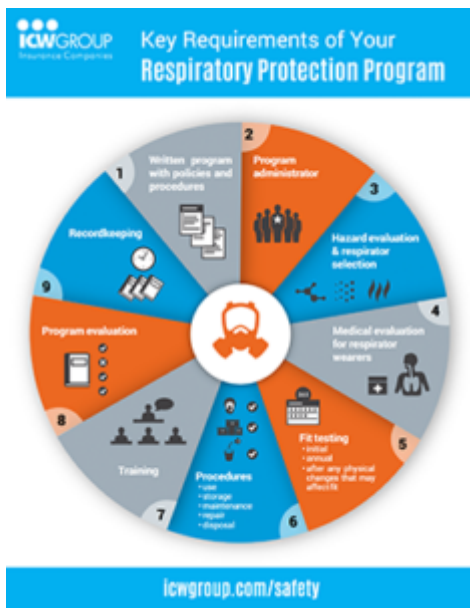 ICWGROUP
Insurance Companies
Key Requirements of Your
Respiratory Protection Program
1
Written program
with policies and
procedures
2
Program
administrator
3
Hazard evaluation
& respirator
selection
4
Medical evaluation
for respirator
wearers
5
Fit testing
• initial
• annual
• after any physical
changes that may
affect fit
6
Procedures
• use
• storage
• maintenance
• repair
• disposal
7
Training
8
Program evaluation
9
Recordkeeping
icwgroup.com/safety